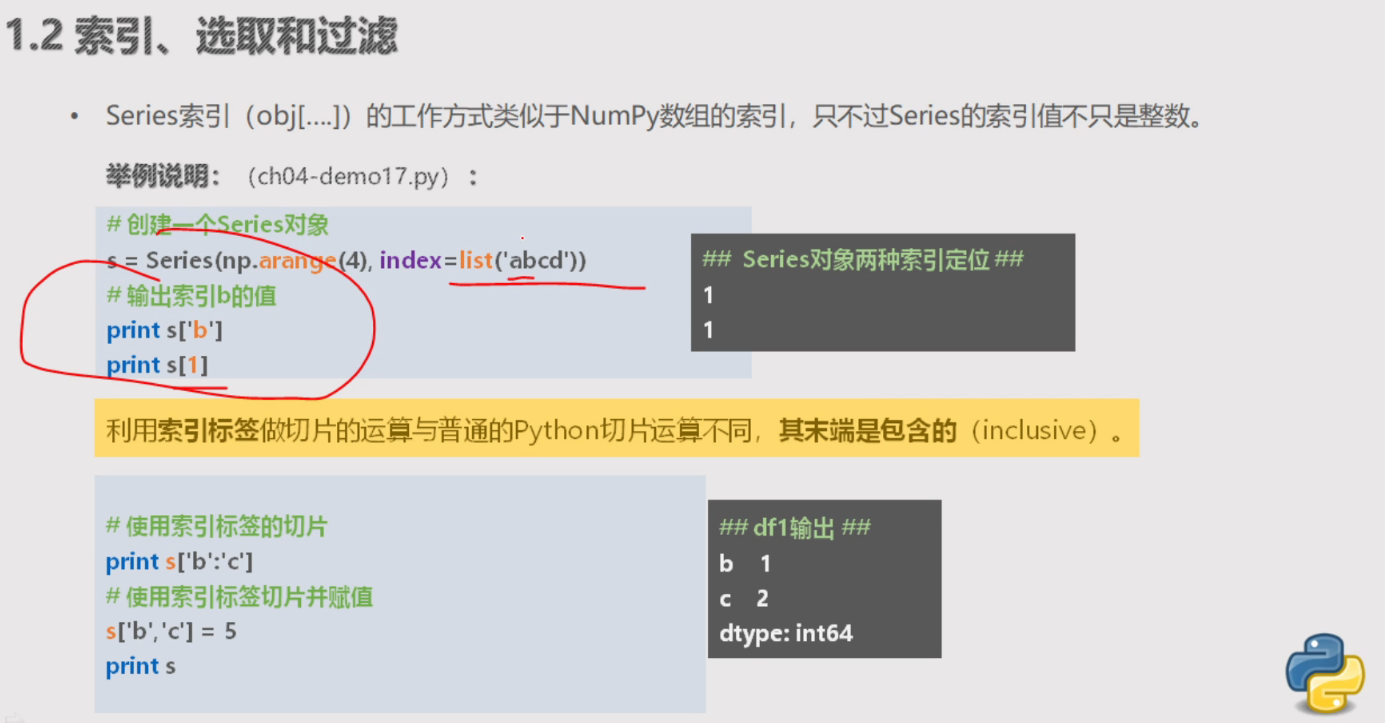 1.2 索引、选取和过滤
• Series索引（obj[....]）的工作方式类似于NumPy数组的索引，只不过Series的索引值不只是整数。
举例说明：（ch04-demo17.py）：
# 创建一个Series对象
s = Series(np.arange(4), index=list('abcd'))
# 输出索引b的值
print s['b']
print s[1]
## Series对象两种索引定位 ##
1
1
利用索引标签做切片的运算与普通的Python切片运算不同，其末端是包含的（inclusive）。
# 使用索引标签的切片
print s['b':'c']
# 使用索引标签切片并赋值
s['b','c'] = 5
print s
## df1输出 ##
b 1
c 2
dtype: int64